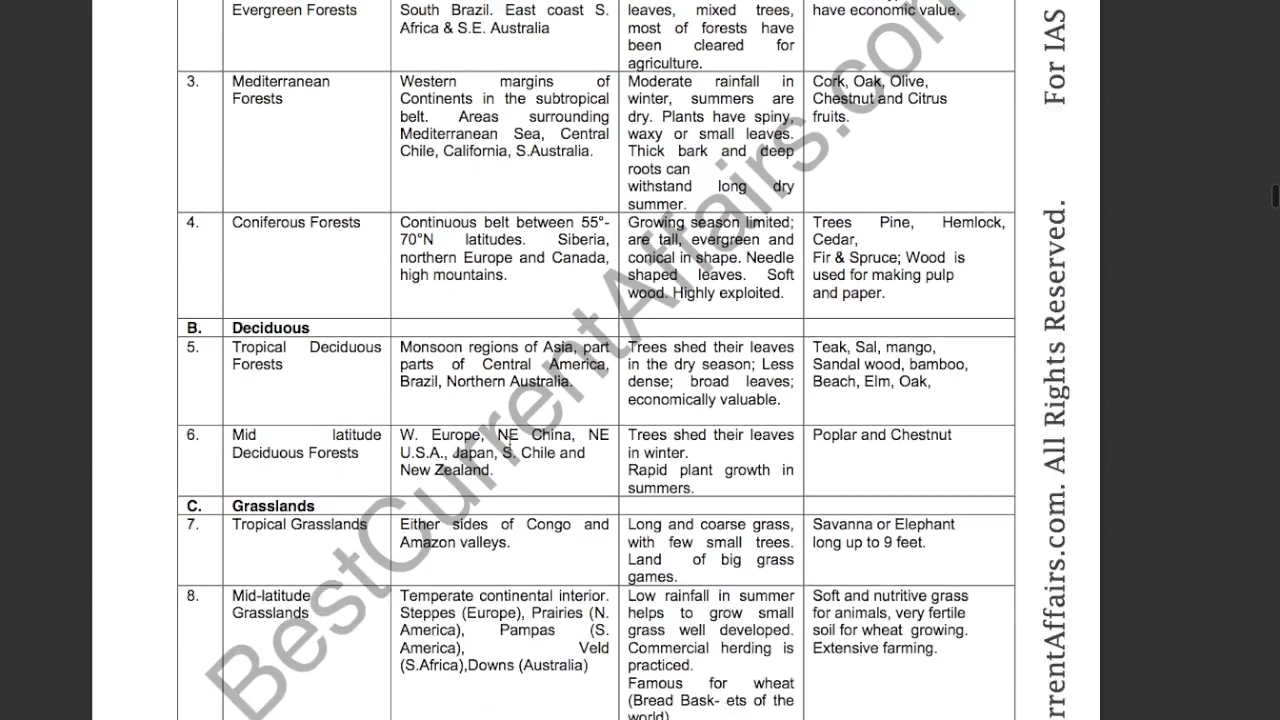 Evergreen Forests
South Brazil. East coast S.
Africa & S.E. Australia
leaves, mixed trees,
most of forests have
been cleared for
agriculture.
have economic value.
3.
Mediterranean
Forests
Western margins of
Continents in the subtropical
belt. Areas surrounding
Mediterranean Sea, Central
Chile, California, S.Australia.
Moderate rainfall in
winter, summers are
dry. Plants have spiny,
waxy or small leaves.
Thick bark and deep
roots can
withstand long dry
summer.
Cork, Oak, Olive,
Chestnut and Citrus
fruits.
4.
Coniferous Forests
Continuous belt between 55°-
70°N latitudes. Siberia,
northern Europe and Canada,
high mountains.
Growing season limited;
are tall, evergreen and
conical in shape. Needle
shaped leaves. Soft
wood. Highly exploited.
Trees Pine, Hemlock,
Cedar,
Fir & Spruce; Wood is
used for making pulp
and paper.
B.
Deciduous
5.
Tropical Deciduous
Forests
Monsoon regions of Asia, part
parts of Central America,
Brazil, Northern Australia.
Trees shed their leaves
in the dry season; Less
dense; broad leaves;
economically valuable.
Teak, Sal, mango,
Sandal wood, bamboo,
Beach, Elm, Oak,
6.
Mid latitude
Deciduous Forests
W. Europe, NE China, NE
U.S.A., Japan, S. Chile and
New Zealand.
Trees shed their leaves
in winter.
Rapid plant growth in
summers.
Poplar and Chestnut
C.
Grasslands
7.
Tropical Grasslands
Either sides of Congo and
Amazon valleys.
Long and coarse grass,
with few small trees.
Land of big grass
games.
Savanna or Elephant
long up to 9 feet.
8.
Mid-latitude
Grasslands
Temperate continental interior.
Steppes (Europe), Prairies (N.
America), Pampas (S.
America), Veld
(S.Africa),Downs (Australia)
Low rainfall in summer
helps to grow small
grass well developed.
Commercial herding is
practiced.
Famous for wheat
(Bread Bask- ets of the
world)
Soft and nutritive grass
for animals, very fertile
soil for wheat growing.
Extensive farming.
BestCurrentAffairs.com
rrentAffairs.com. All Rights Reserved. For IAS